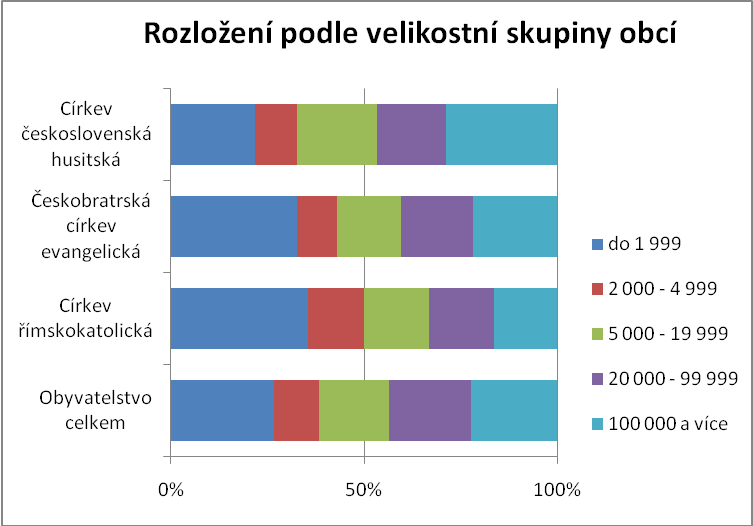 Rozložení podle velikostní skupiny obcí
Církev
československá
husitská
Českobratrská
církev
evangelická
Církev
římskokatolická
Obyvatelstvo
celkem
0%
50%
100%
do 1 999
2 000 - 4 999
5 000 - 19 999
20 000 - 99 999
100 000 a více